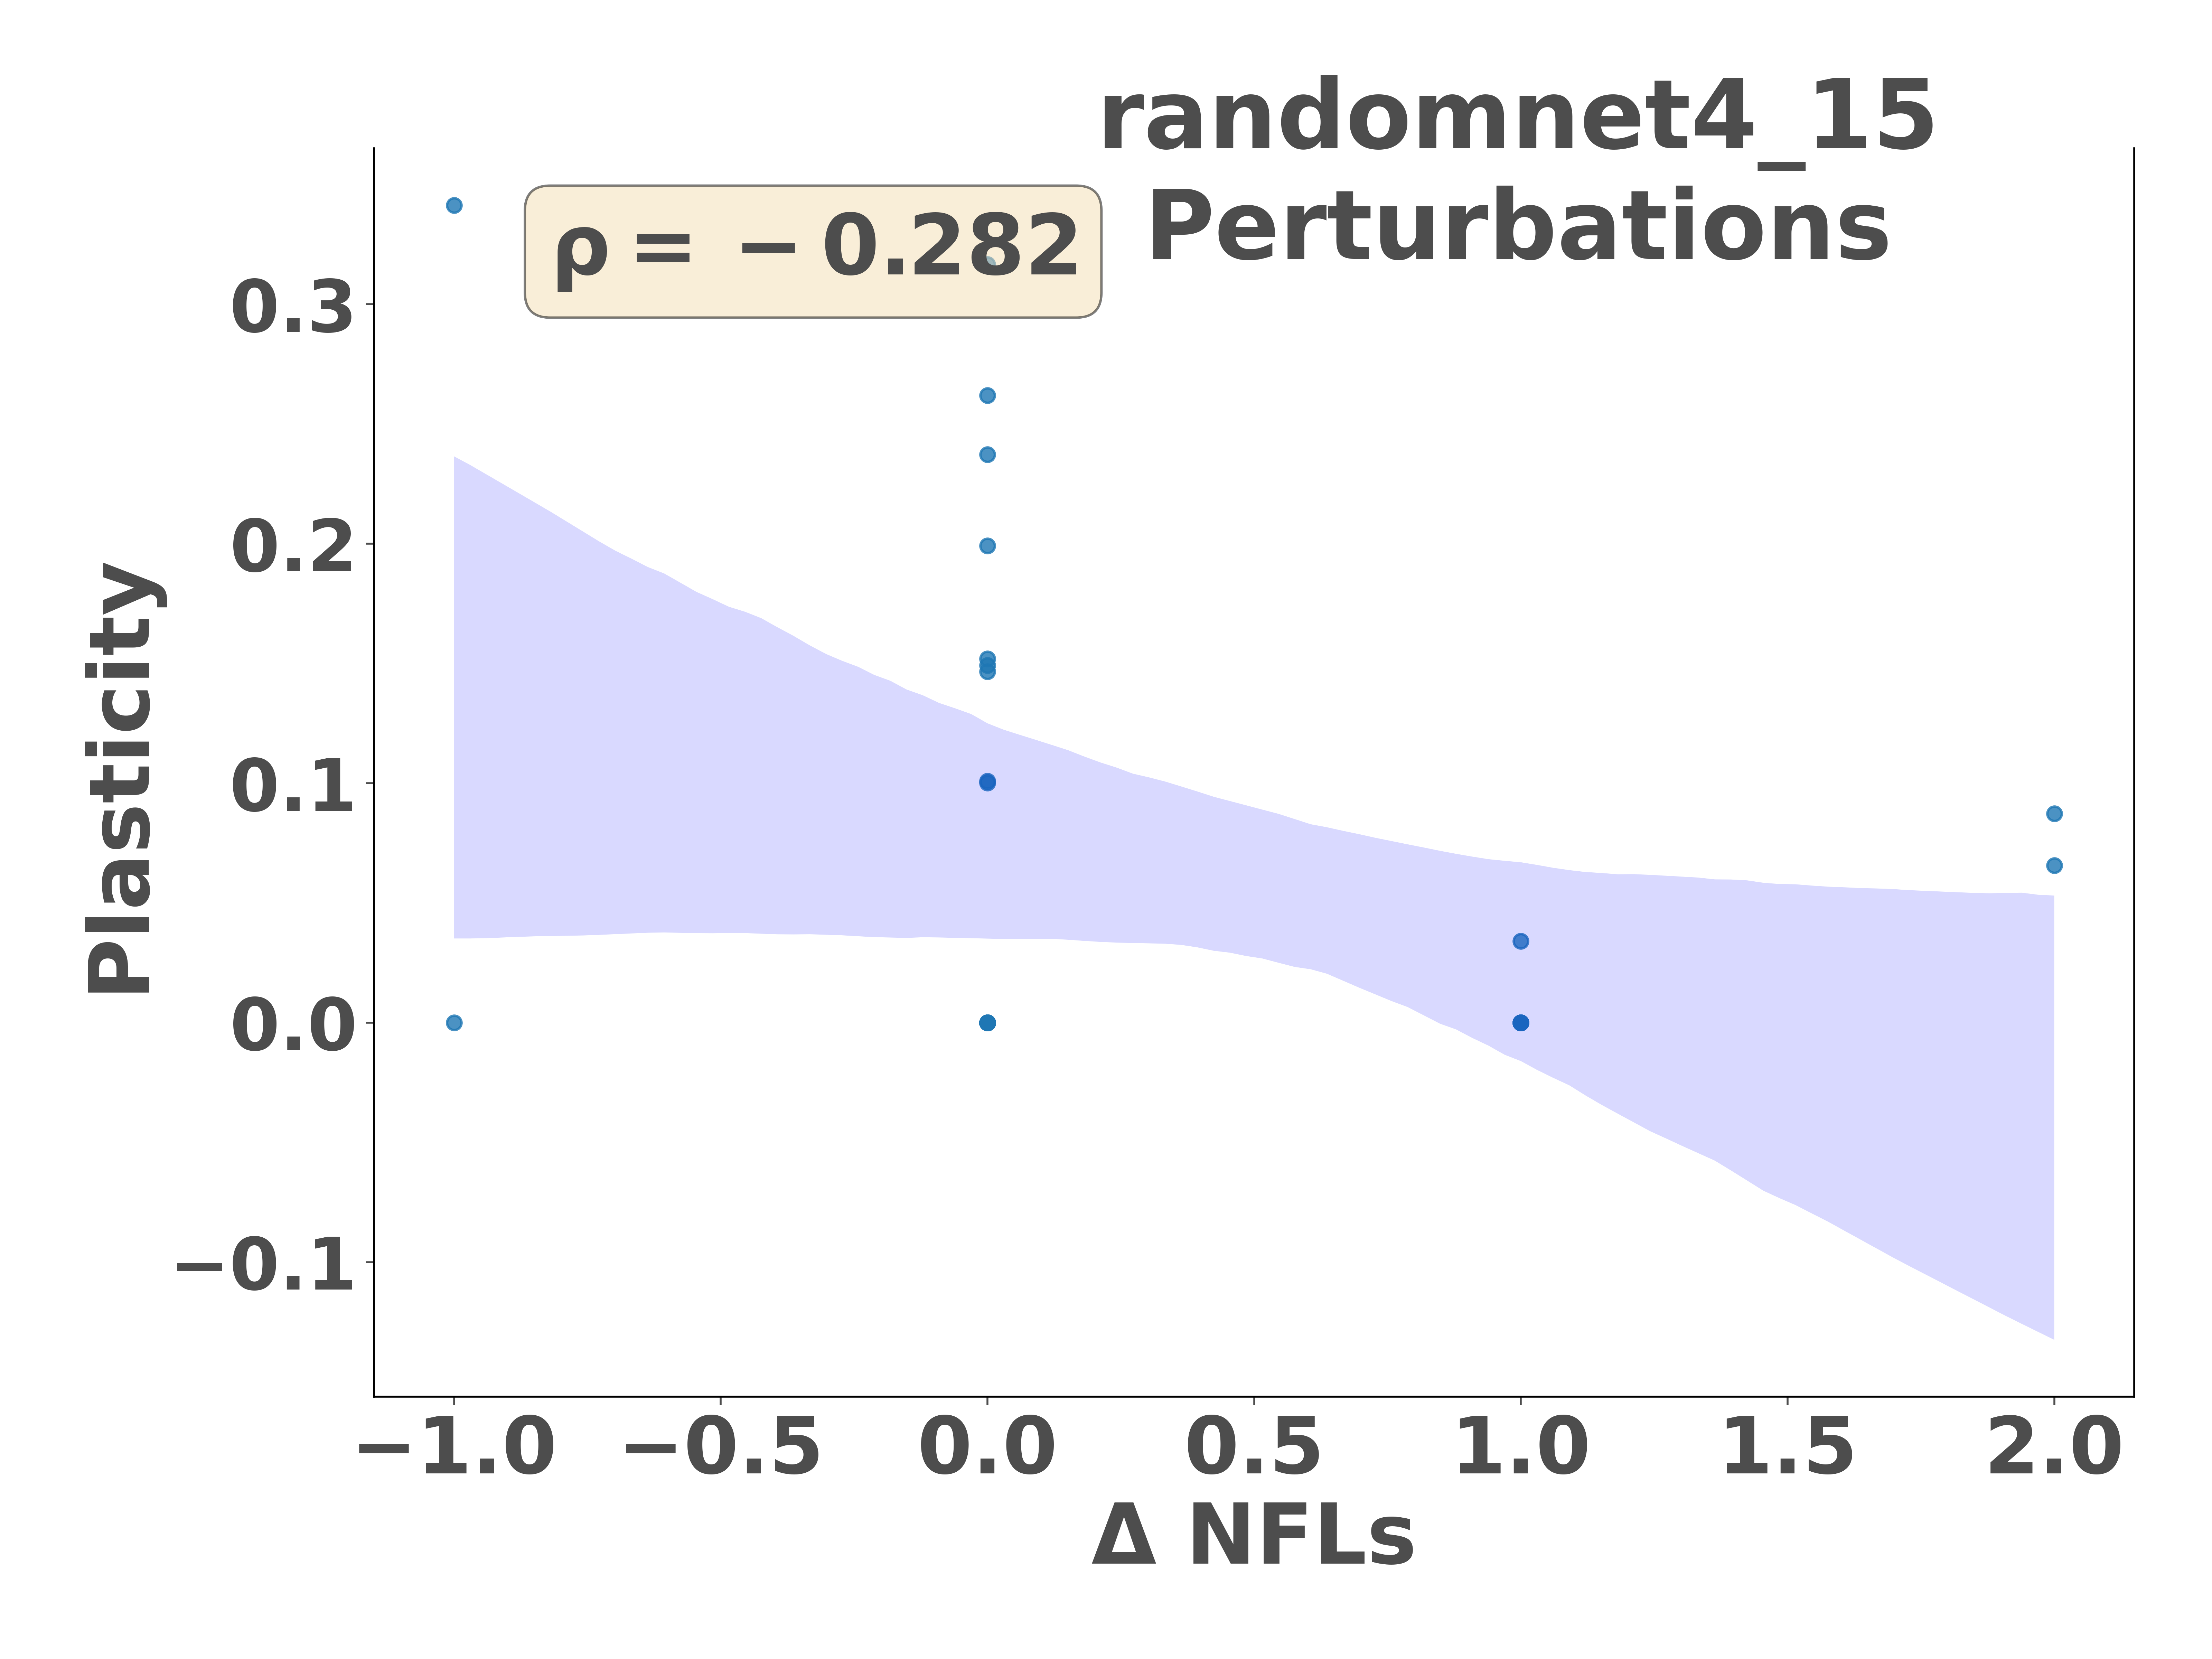 randomnet4_15
Perturbations
ρ = − 0.282
0.3
0.2
0.1
0.0
−0.1
Plasticity
−1.0 −0.5 0.0 0.5 1.0 1.5 2.0
Δ NFLs